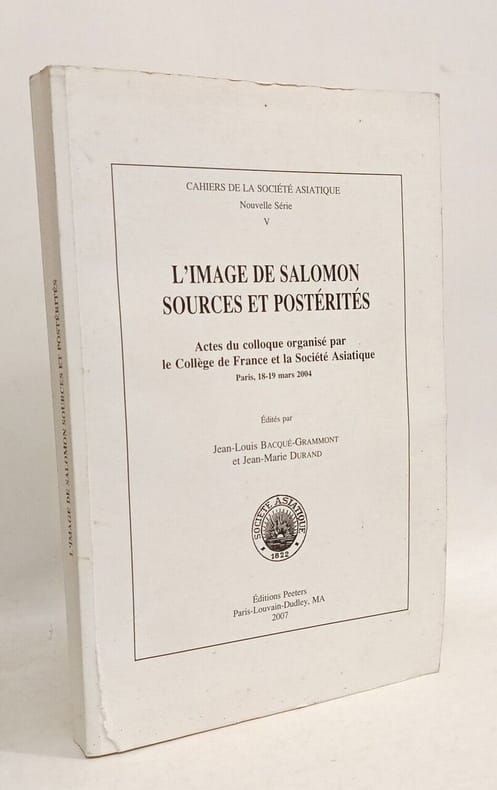 CAHIERS DE LA SOCIÉTÉ ASIATIQUE
Nouvelle Série
V
L'IMAGE DE SALOMON
SOURCES ET POSTÉRITÉS
Actes du colloque organisé par
le Collège de France et la Société Asiatique
Paris, 18-19 mars 2004
Édités par
Jean-Louis BACQUÉ-GRAMMONT
et Jean-Marie DURAND
SOCIÉTÉ ASIATIQUE
1822
Éditions Peeters
Paris-Louvain-Dudley, MA
2007
L'IMAGE DE SALOMON SOURCES ET POSTÉRITÉS